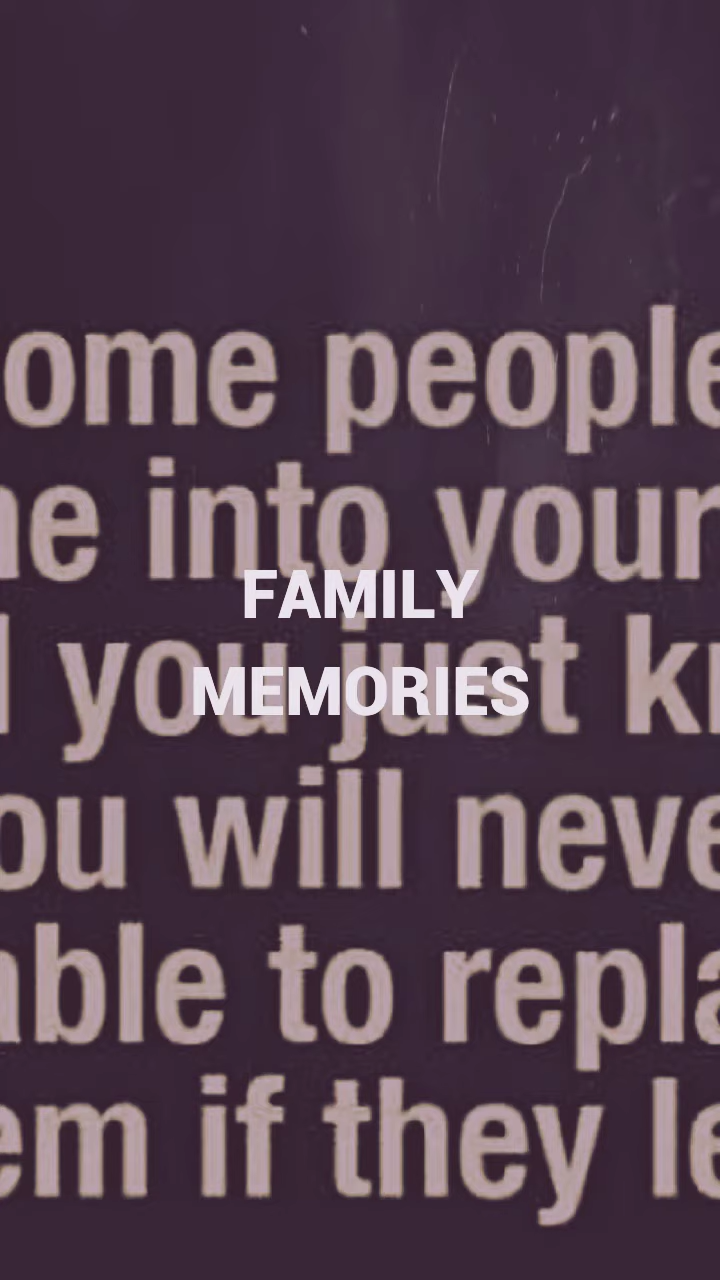 ome people
ne into your
you just k
FAMILY
MEMORIES
ou will neve
able to repla
em if they le